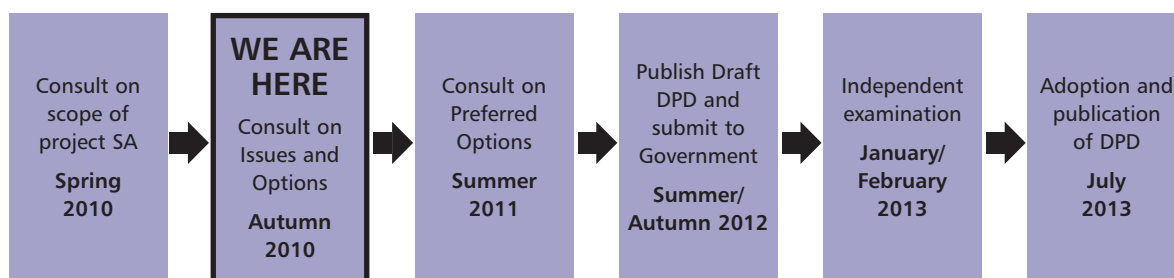 Consult on
scope of
project SA
Spring
2010
WE ARE
HERE
Consult on
Issues and
Options
Autumn
2010
Consult on
Preferred
Options
Summer
2011
Publish Draft
DPD and
submit to
Government
Summer/
Autumn 2012
Independent
examination
January/
February
2013
Adoption and
publication
of DPD
July
2013